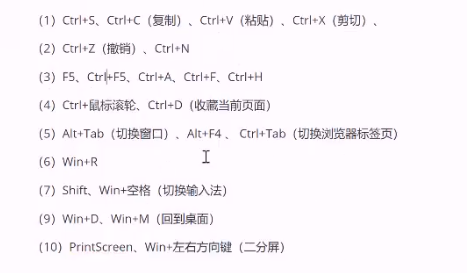 (1) Ctrl+S、Ctrl+C（复制）、Ctrl+V（粘贴）、Ctrl+X（剪切）、
(2) Ctrl+Z（撤销）、Ctrl+N
(3) F5、Ctrl+F5、Ctrl+A、Ctrl+F、Ctrl+H
(4) Ctrl+鼠标滚轮、Ctrl+D（收藏当前页面）
(5) Alt+Tab（切换窗口）、Alt+F4 、 Ctrl+Tab（切换浏览器标签页）
(6) Win+R
(7) Shift、Win+空格（切换输入法）
(9) Win+D、Win+M（回到桌面）
(10) PrintScreen、Win+左右方向键（二分屏）